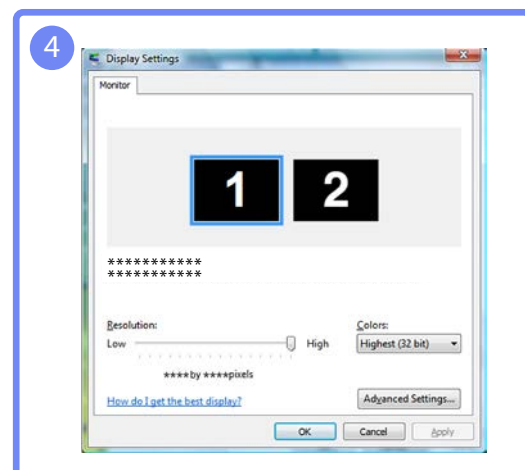 4
Display Settings
Monitor
1 2
***********
***********
Resolution:
Low High
****by ****pixels
Colors:
Highest (32 bit)
How do I get the best display?
Advanced Settings...
OK Cancel Apply